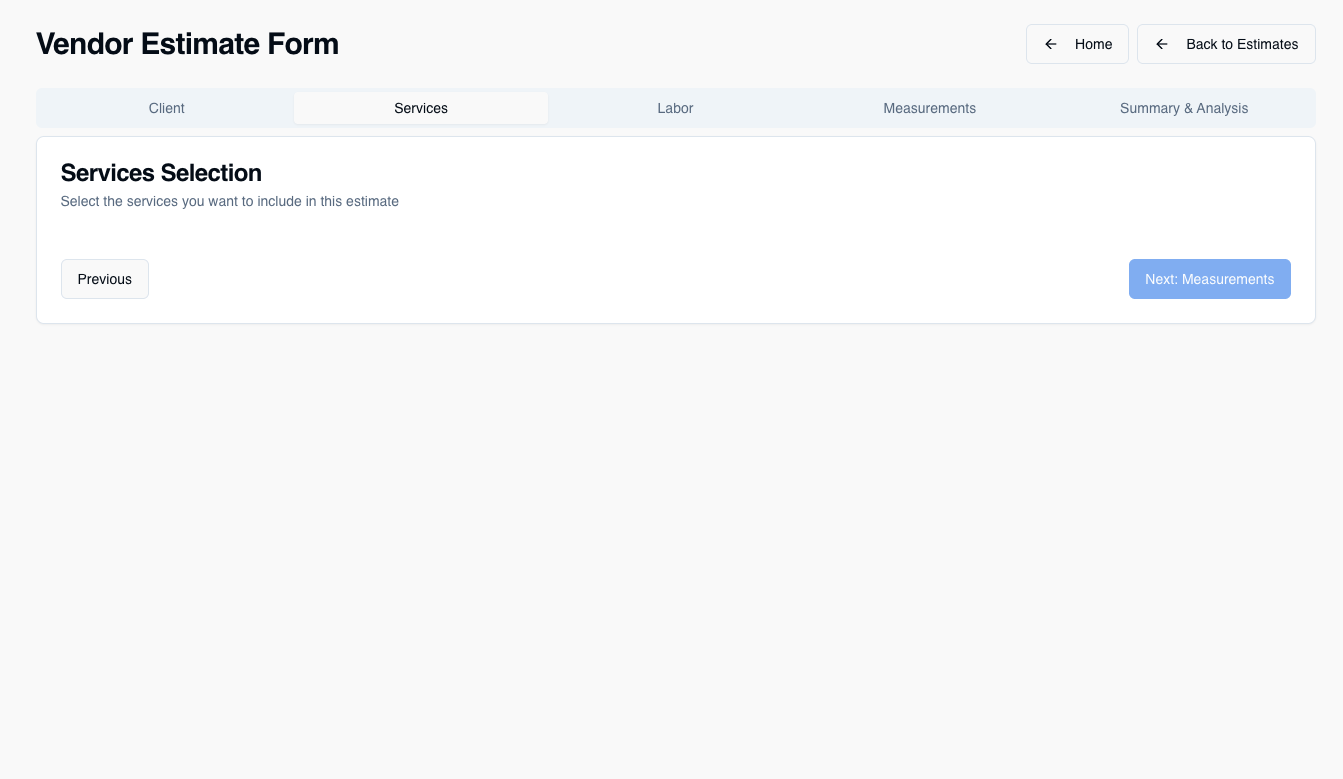 Vendor Estimate Form
Home
Back to Estimates
Client
Services
Labor
Measurements
Summary & Analysis
Services Selection
Select the services you want to include in this estimate
Previous
Next: Measurements